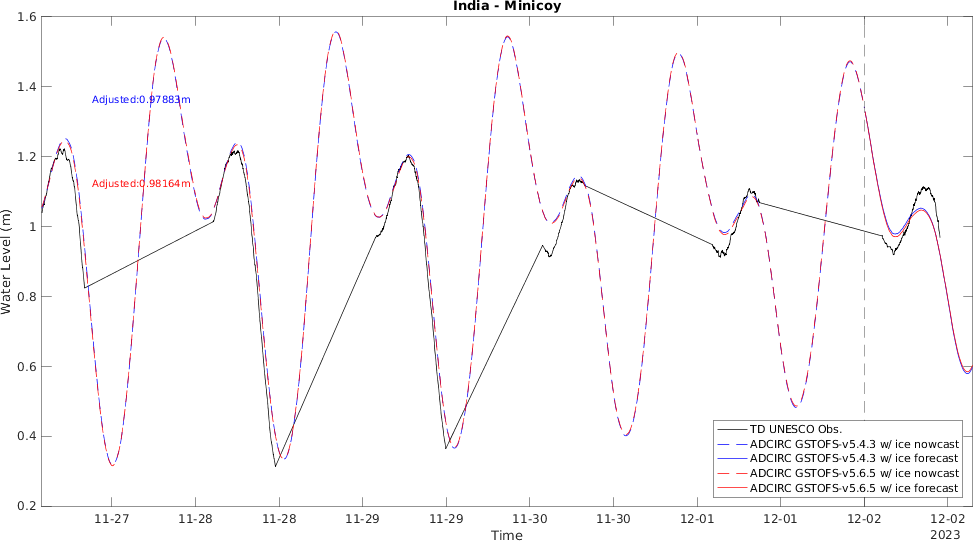 India - Minicoy
1.6
1.4
1.2
1
0.8
0.6
0.4
0.2
Water Level (m)
Adjusted:0.97883m
Adjusted:0.98164m
TD UNESCO Obs.
ADCIRC GSTOFS-v5.4.3 w/ ice nowcast
ADCIRC GSTOFS-v5.4.3 w/ ice forecast
ADCIRC GSTOFS-v5.6.5 w/ ice nowcast
ADCIRC GSTOFS-v5.6.5 w/ ice forecast
11-27 11-28 11-28 11-29 11-29 11-30 11-30 12-01 12-01 12-02 12-02
Time
2023